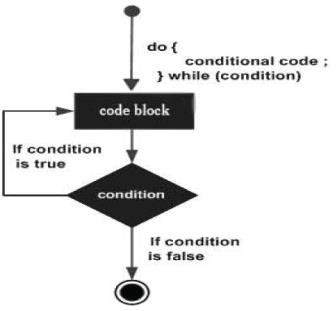 do {
conditional code ;
} while (condition)
code block
If condition
is true
condition
If condition
is false